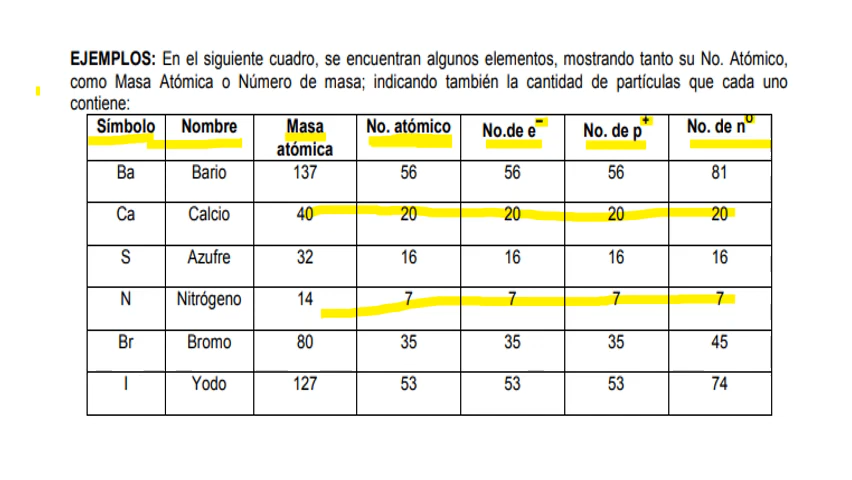 EJEMPLOS: En el siguiente cuadro, se encuentran algunos elementos, mostrando tanto su No. Atómico,
como Masa Atómica o Número de masa; indicando también la cantidad de partículas que cada uno
contiene:
Símbolo Nombre Masa atómica No. atómico No.de e⁻ No. de p⁺ No. de n⁰
Ba Bario 137 56 56 56 81
Ca Calcio 40 20 20 20 20
S Azufre 32 16 16 16 16
N Nitrógeno 14 7 7 7 7
Br Bromo 80 35 35 35 45
I Yodo 127 53 53 53 74